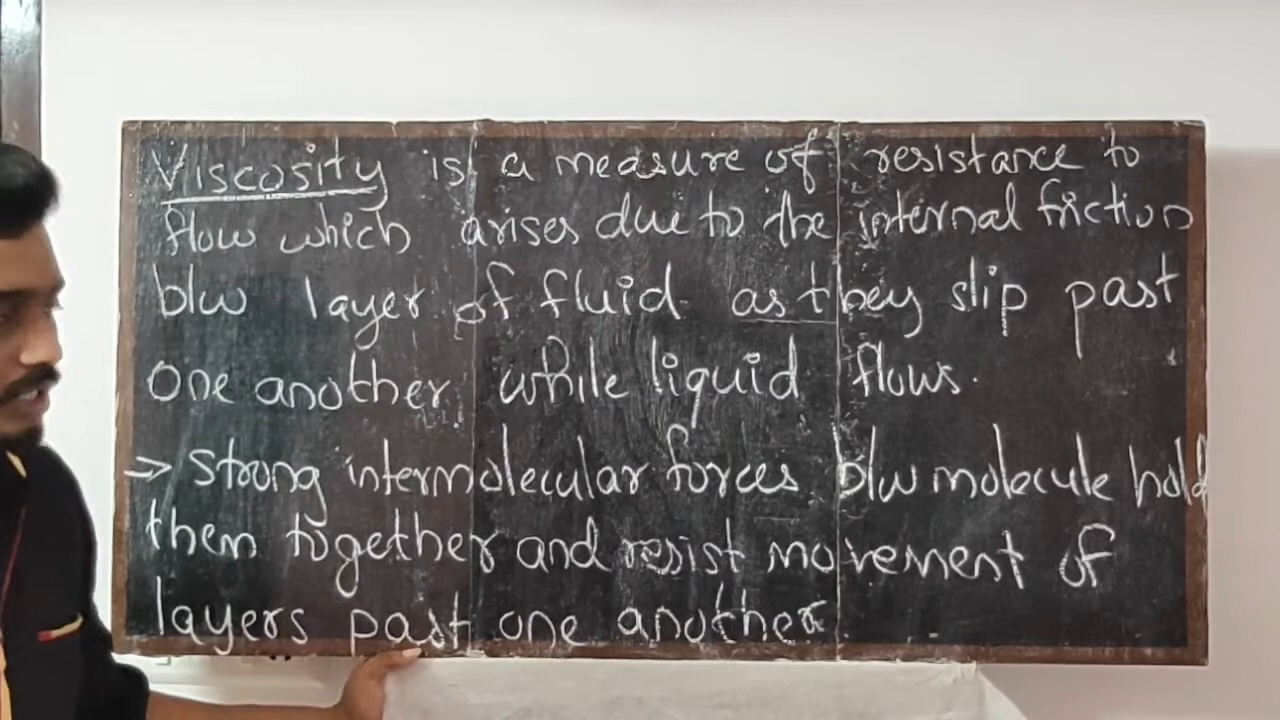 Viscosity is a measure of resistance to
flow which arises due to the internal friction
blw layer of fluid as they slip past
one another while liquid flows.
→ Strong intermolecular forces blw molecule hold
them together and resist movement of
layers past one another.